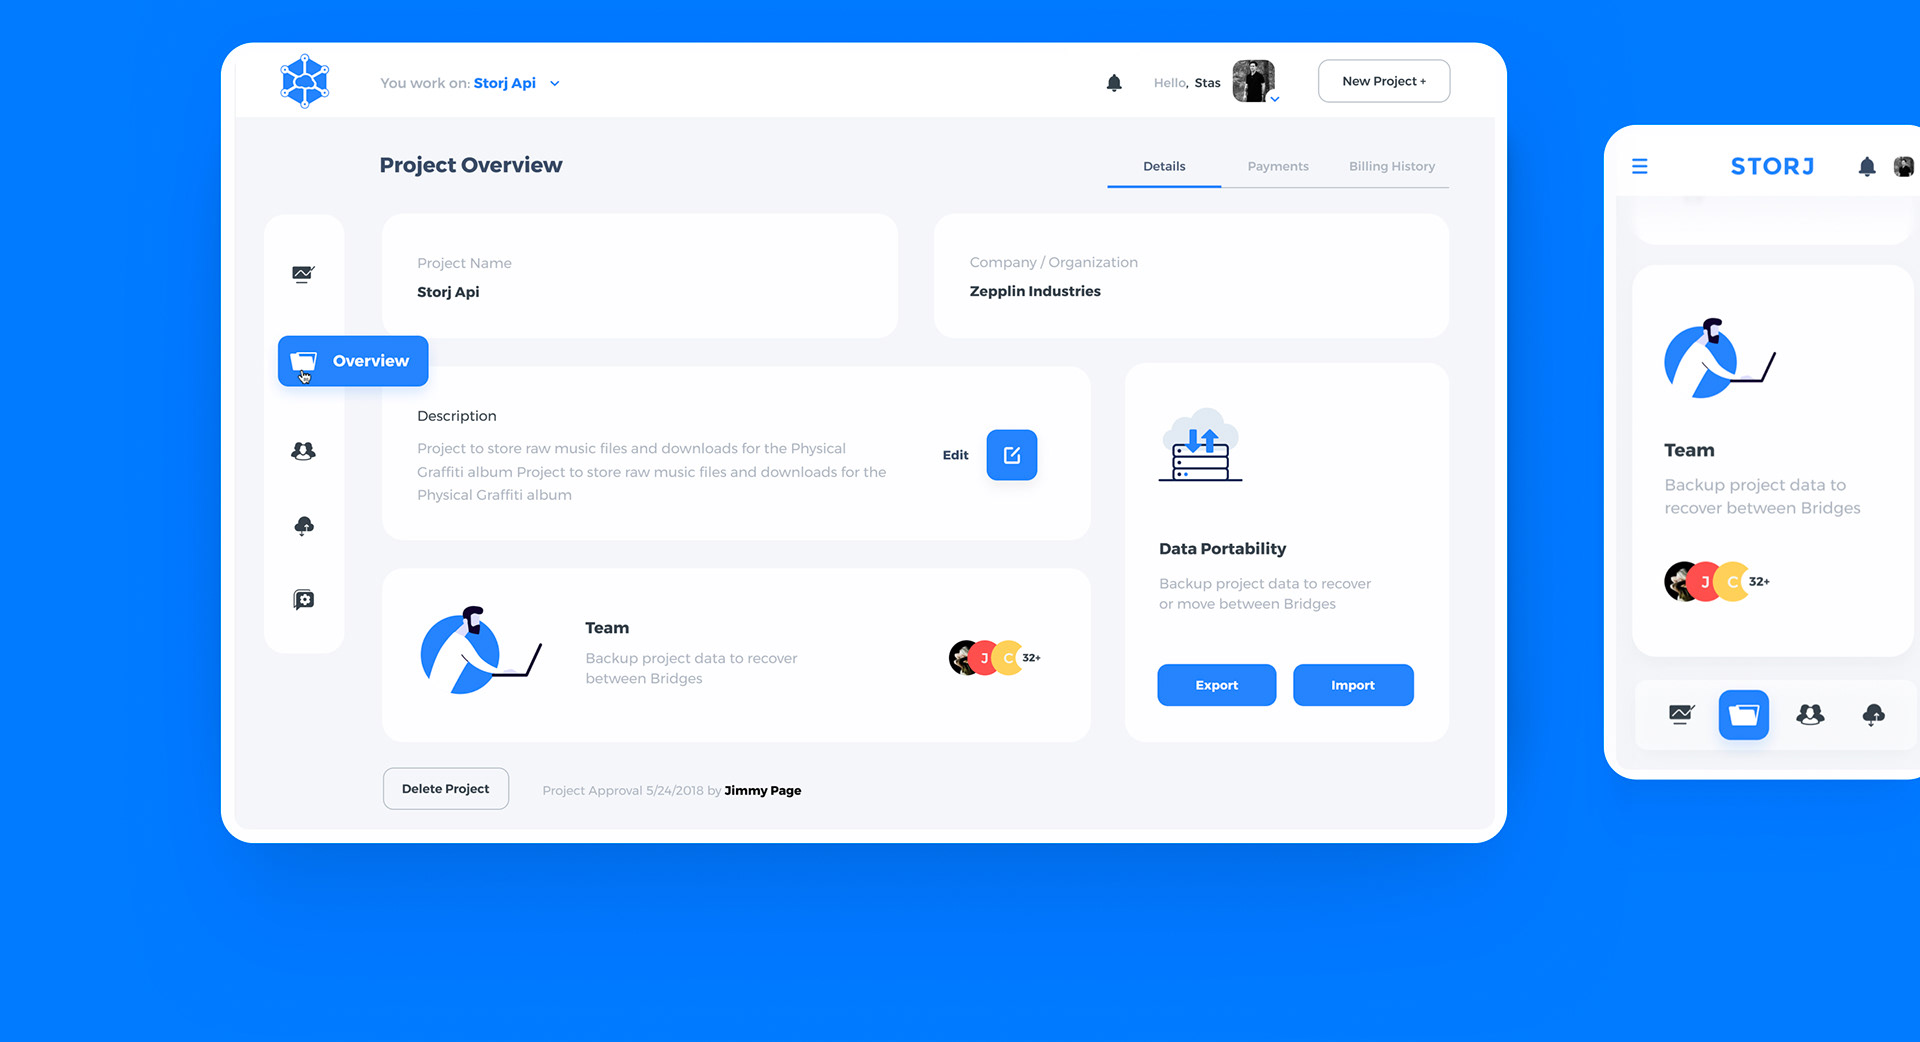 You work on: Storj Api
Hello, Stas
New Project +
Project Overview
Details
Payments
Billing History
Project Name
Storj Api
Company / Organization
Zepplin Industries
Overview
Description
Project to store raw music files and downloads for the Physical
Graffiti album Project to store raw music files and downloads for the
Physical Graffiti album
Edit
Team
Backup project data to recover
between Bridges
J
C
32+
Data Portability
Backup project data to recover
or move between Bridges
Export
Import
Delete Project
Project Approval 5/24/2018 by Jimmy Page
STORJ
Team
Backup project data to
recover between Bridges
J
C
32+